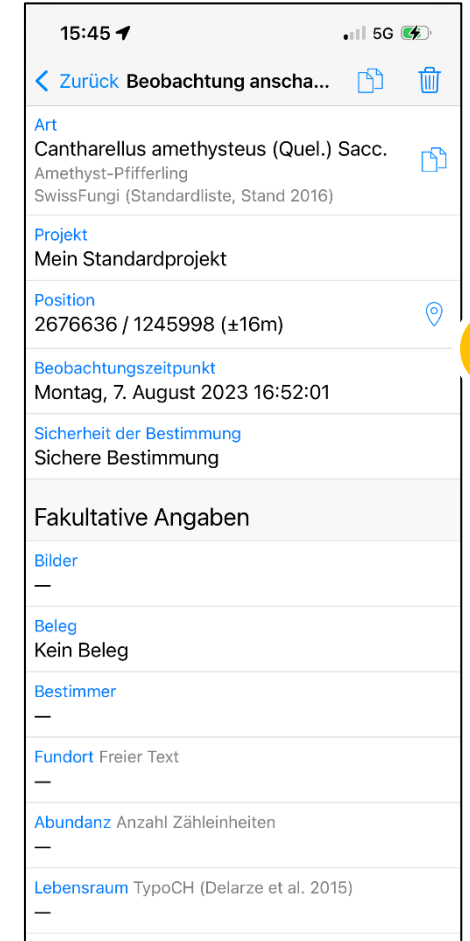 15:45
5G
Zurück Beobachtung anscha...
Art
Cantharellus amethysteus (Quel.) Sacc.
Amethyst-Pfifferling
SwissFungi (Standardliste, Stand 2016)
Projekt
Mein Standardprojekt
Position
2676636 / 1245998 (±16m)
Beobachtungszeitpunkt
Montag, 7. August 2023 16:52:01
Sicherheit der Bestimmung
Sichere Bestimmung
Fakultative Angaben
Bilder
—
Beleg
Kein Beleg
Bestimmer
—
Fundort Freier Text
—
Abundanz Anzahl Zähleinheiten
—
Lebensraum TypoCH (Delarze et al. 2015)
—